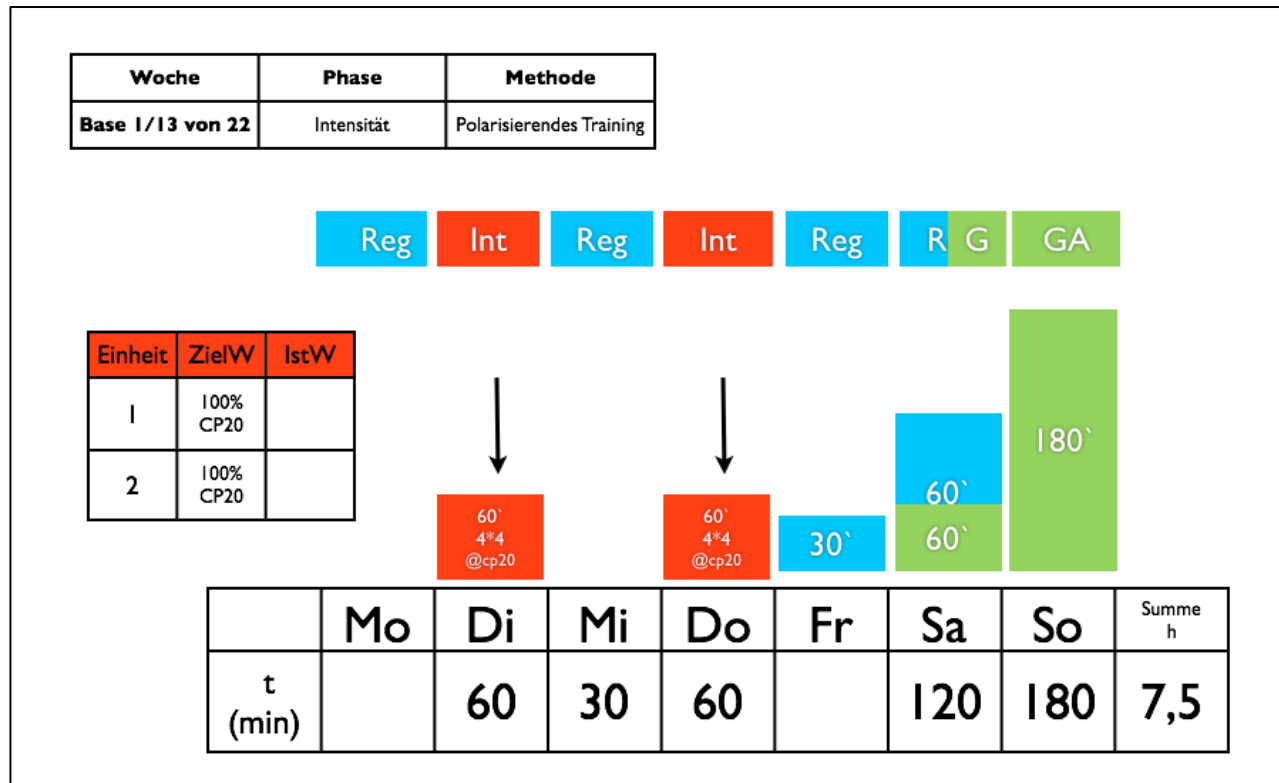 Woche Phase Methode
Base 1/13 von 22 Intensität Polarisierendes Training
Reg Int Reg Int Reg R G GA
Einheit ZielW IstW
1 100%
CP20
2 100%
CP20
60`
4*4
@cp20
60`
4*4
@cp20
30`
60`
60`
180`
Mo Di Mi Do Fr Sa So Summe
h
t
(min) 60 30 60 120 180 7,5